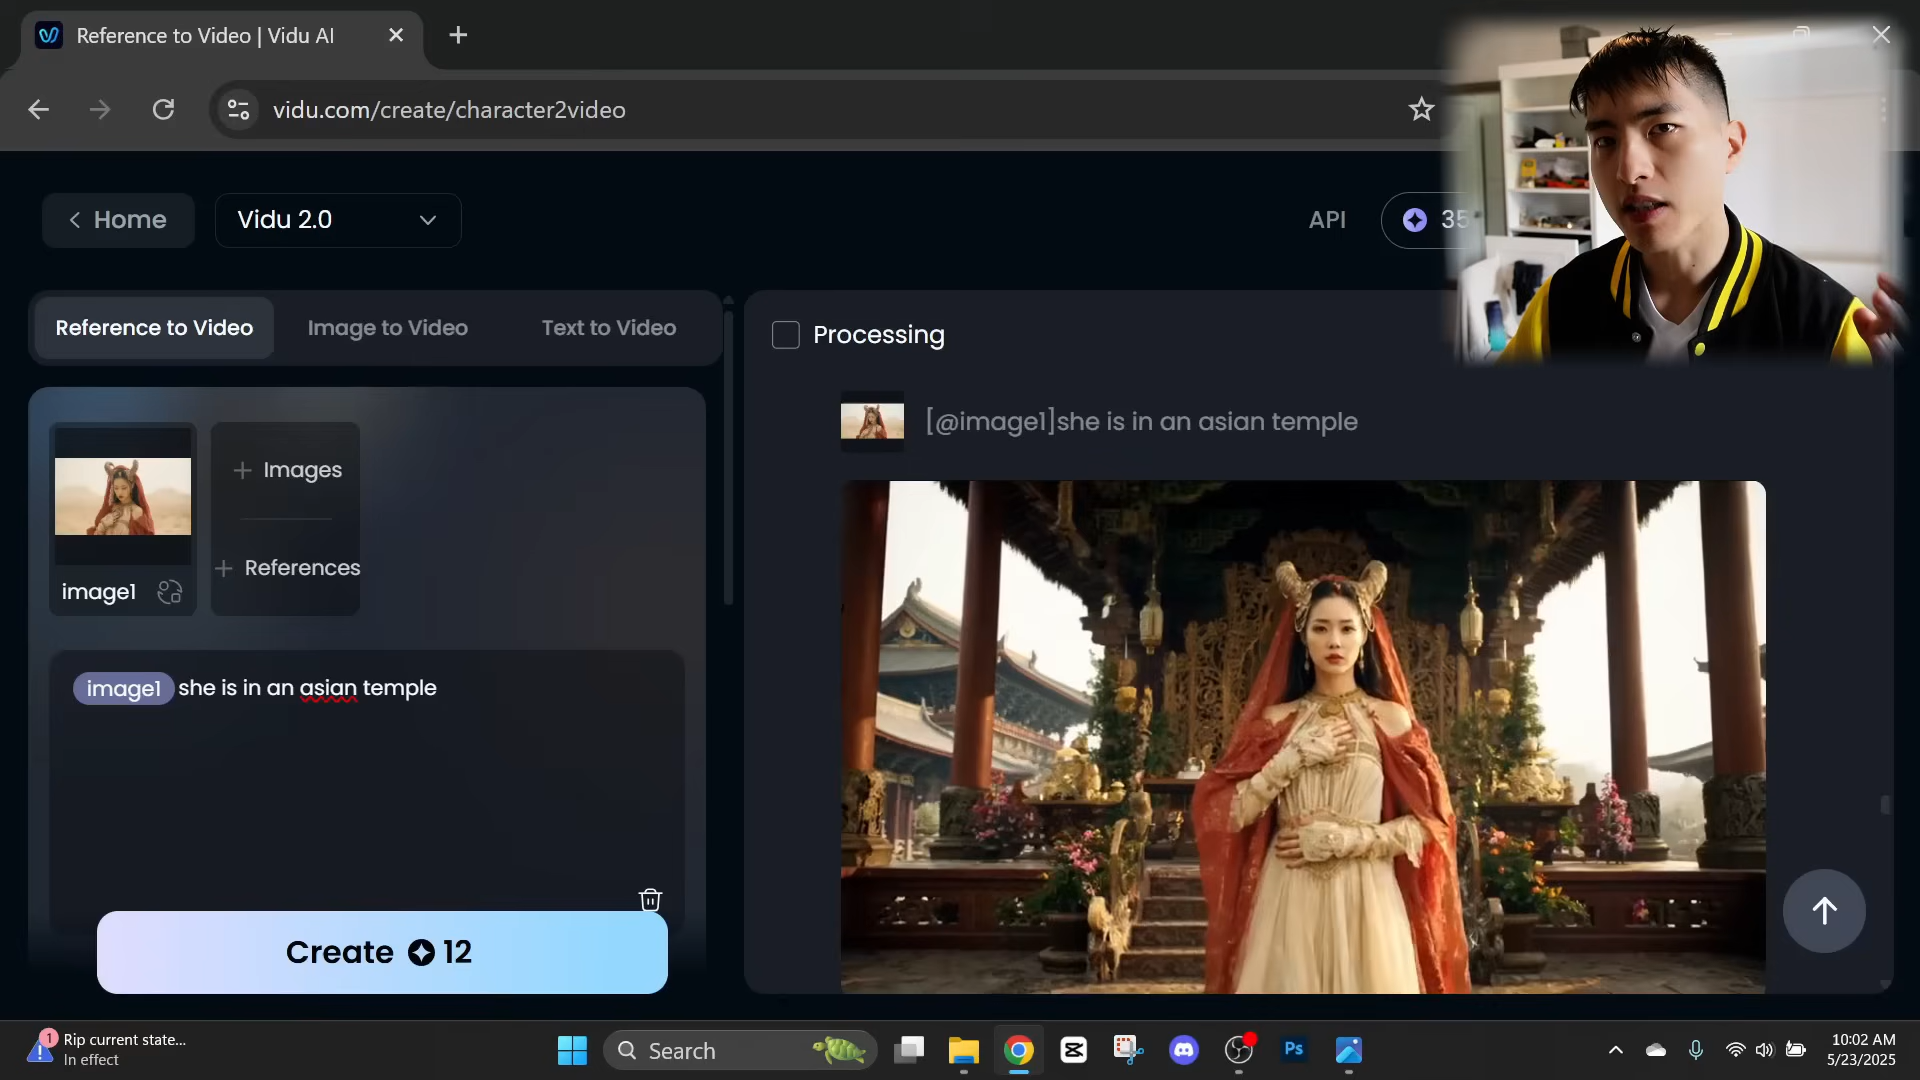 Reference to Video | Vidu AI
vidu.com/create/character2video
Home
Vidu 2.0
API
35
Reference to Video
Image to Video
Text to Video
Processing
[@image1]she is in an asian temple
Images
References
image1
image1 she is in an asian temple
Create 12
1
Rip current state...
In effect
Search
Ps
10:02 AM
5/23/2025